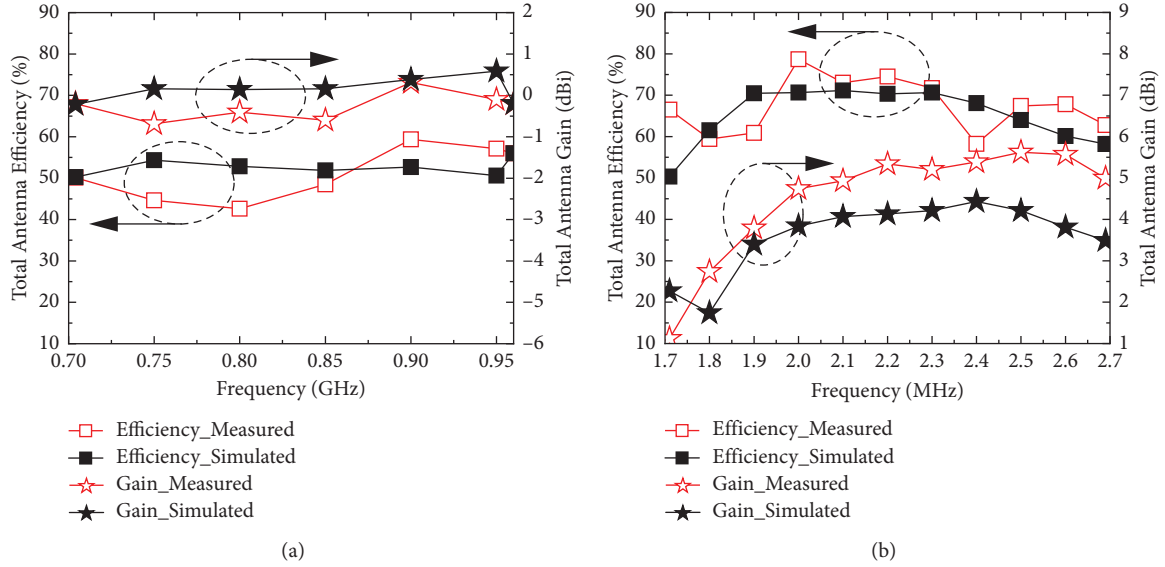 Total Antenna Efficiency (%)
90
80
70
60
50
40
30
20
10
2
1
0
−1
−2
−3
−4
−5
−6
Total Antenna Gain (dBi)
0.70 0.75 0.80 0.85 0.90 0.95
Frequency (GHz)
Efficiency_Measured
Efficiency_Simulated
Gain_Measured
Gain_Simulated
(a)
Total Antenna Efficiency (%)
90
80
70
60
50
40
30
20
10
9
8
7
6
5
4
3
2
1
Total Antenna Gain (dBi)
1.7 1.8 1.9 2.0 2.1 2.2 2.3 2.4 2.5 2.6 2.7
Frequency (MHz)
Efficiency_Measured
Efficiency_Simulated
Gain_Measured
Gain_Simulated
(b)